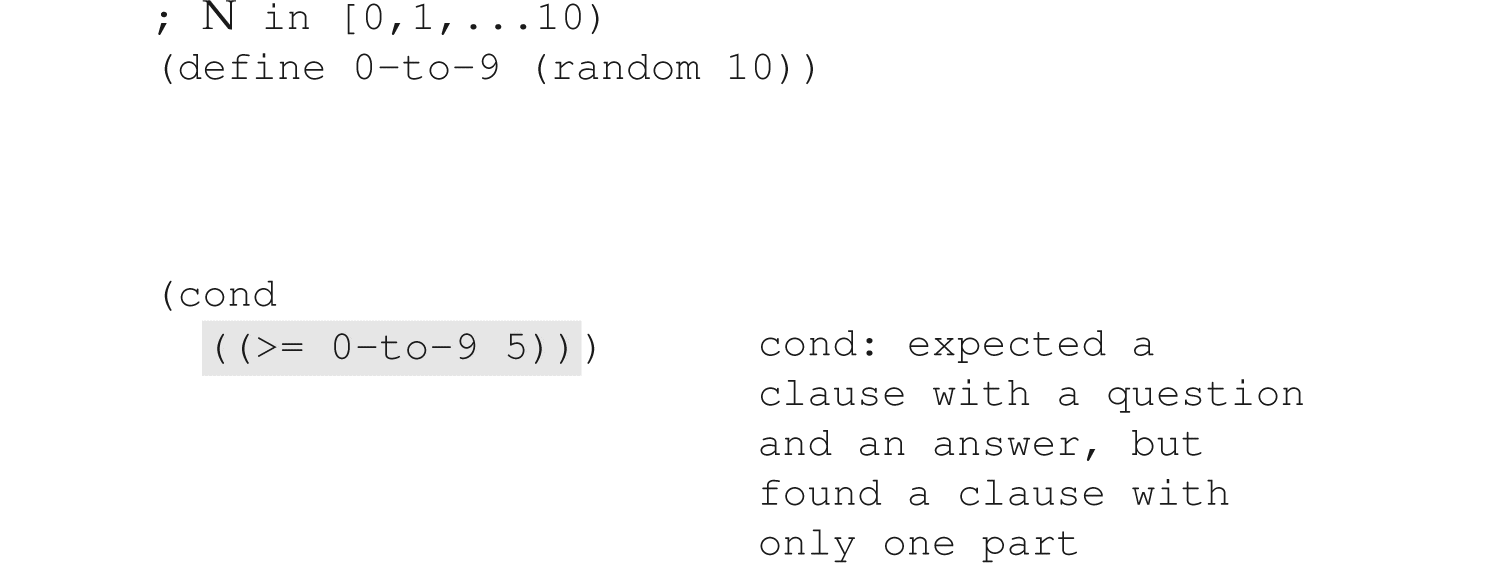 ; N in [0,1,...10)
(define 0-to-9 (random 10))
(cond
((>= 0-to-9 5)))
cond: expected a
clause with a question
and an answer, but
found a clause with
only one part